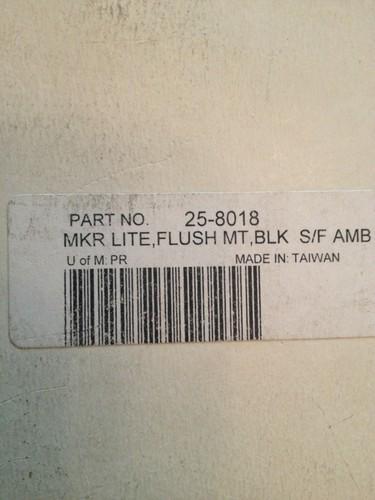 PART NO. 25-8018
MKR LITE,FLUSH MT,BLK S/F AMB
U of M: PR MADE IN: TAIWAN